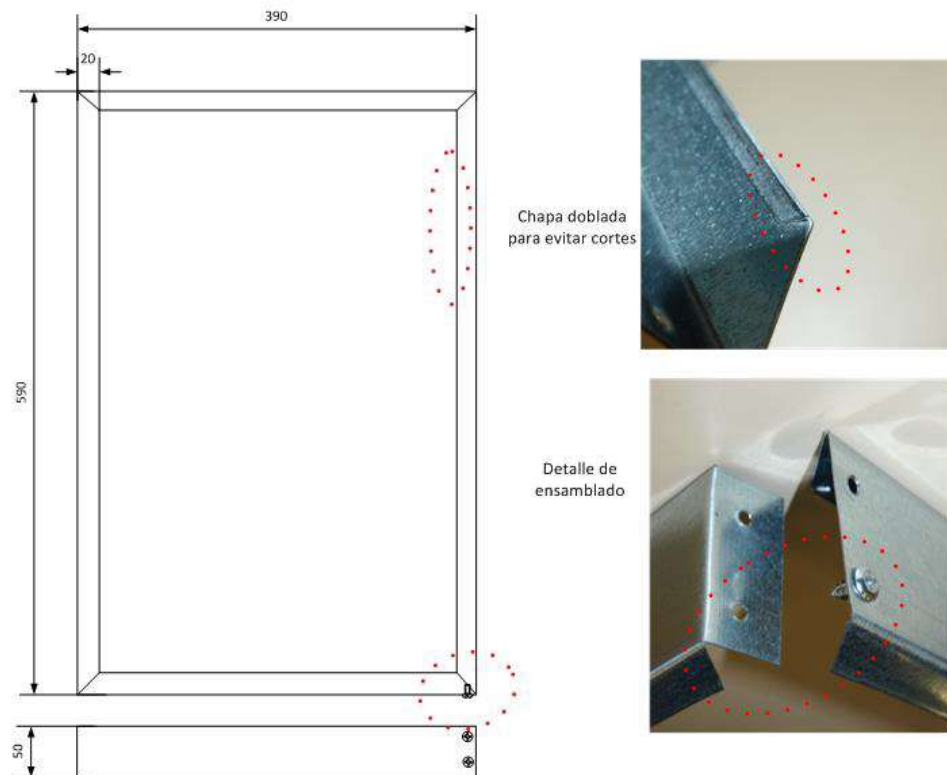 390
20
590
Chapa doblada
para evitar cortes
Detalle de
ensamblado
50